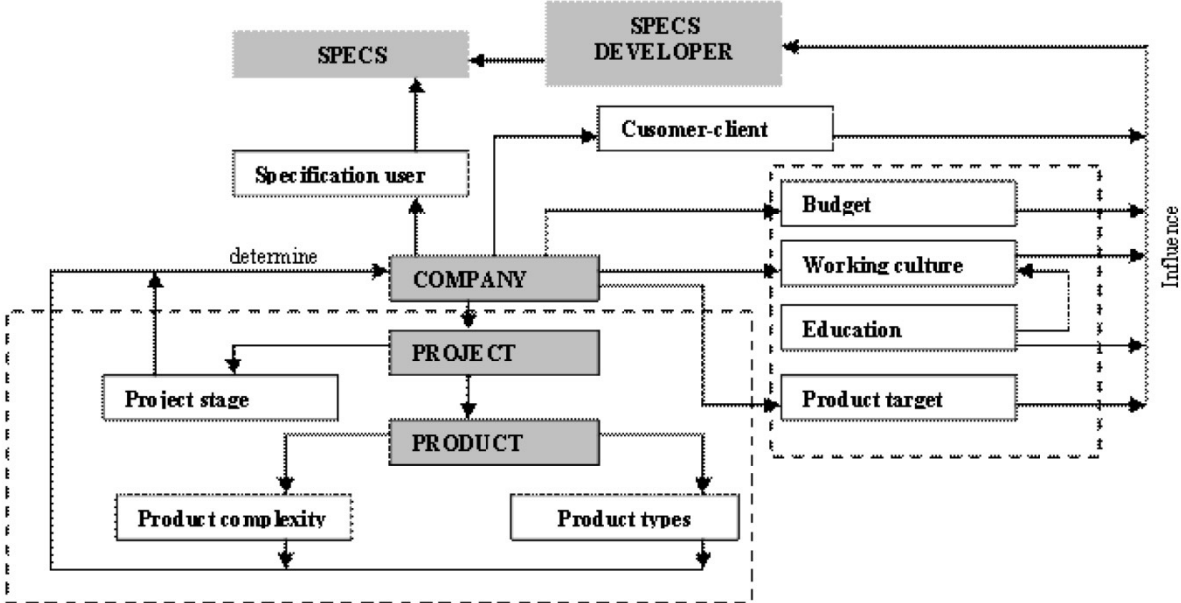 SPECS
SPECS
DEVELOPER
Cusomer-client
Specification user
Budget
determine
COMPANY
Working culture
Influence
PROJECT
Education
Project stage
Product target
PRODUCT
Product complexity
Product types